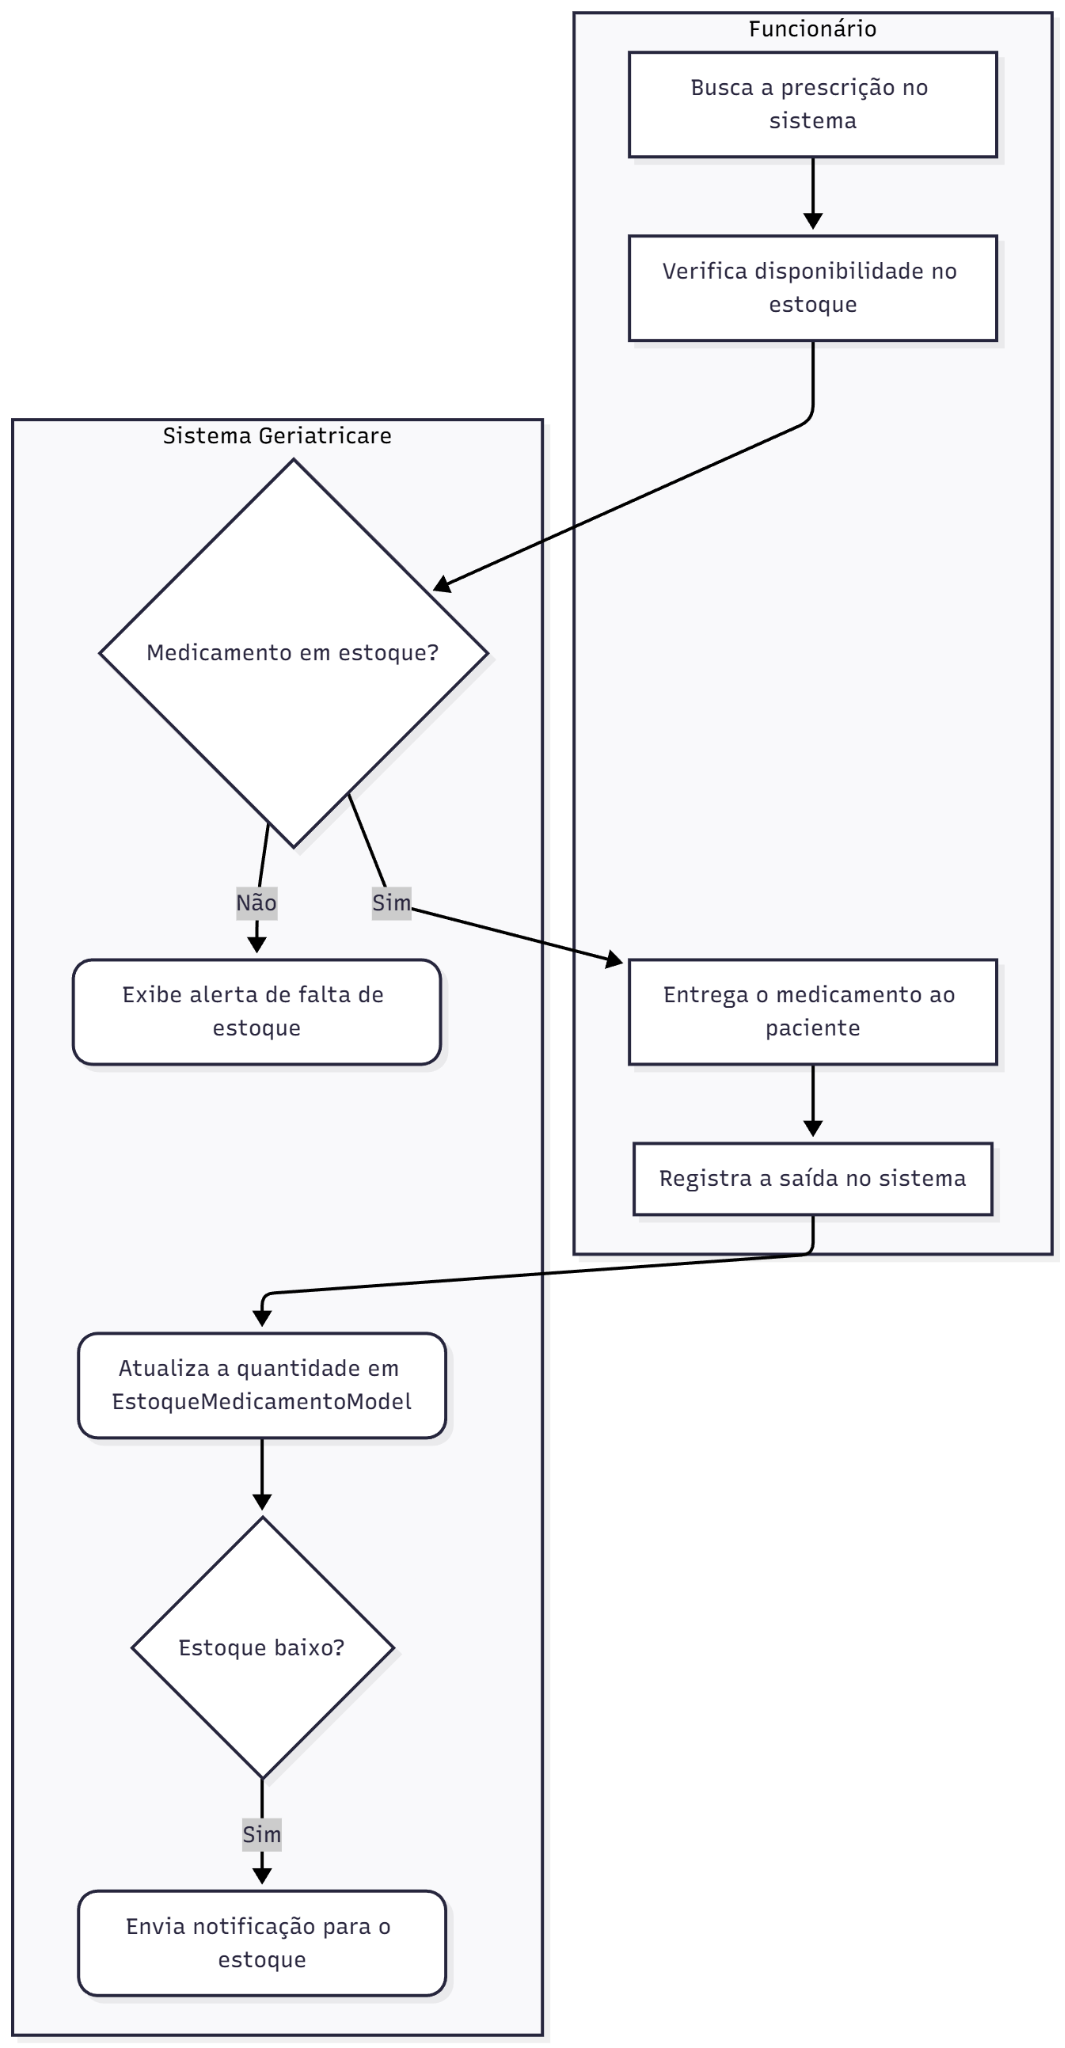 Funcionário
Busca a prescrição no
sistema
Verifica disponibilidade no
estoque
Sistema Geriatricare
Medicamento em estoque?
Não
Sim
Exibe alerta de falta de
estoque
Entrega o medicamento ao
paciente
Registra a saída no sistema
Atualiza a quantidade em
EstoqueMedicamentoModel
Estoque baixo?
Sim
Envia notificação para o
estoque